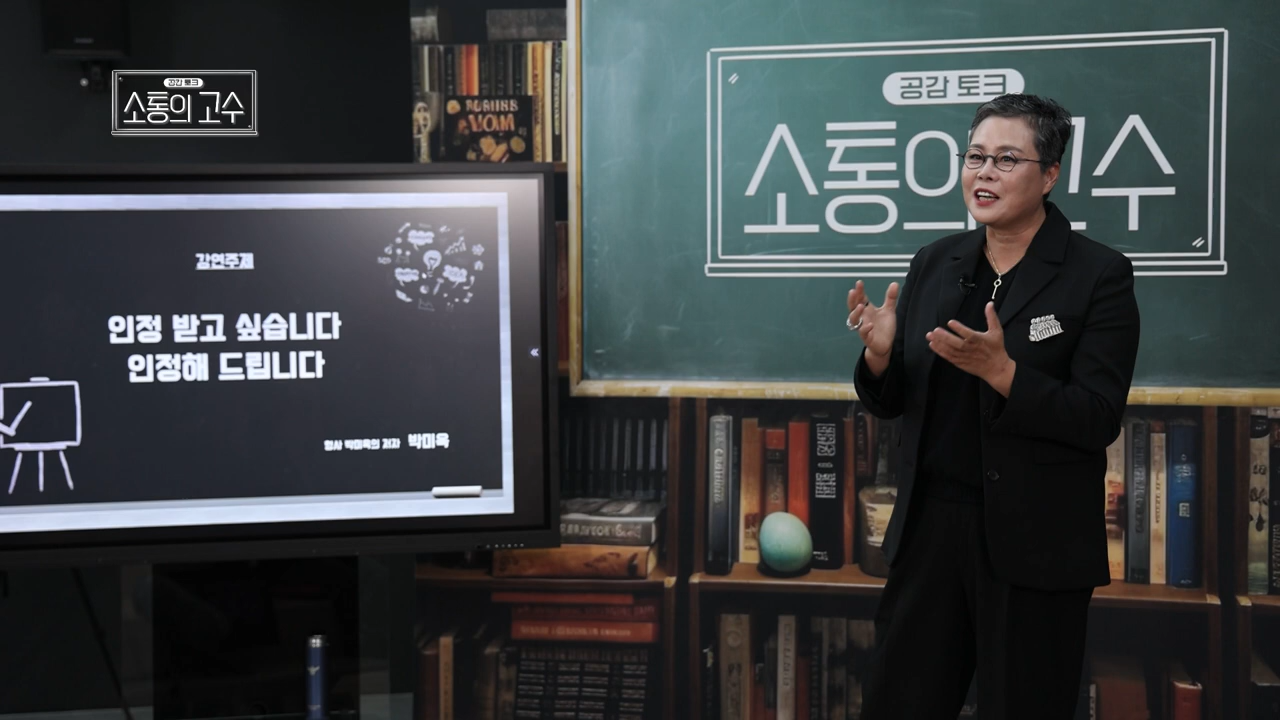 공감 토크
소통의 고수
강연주제
인정 받고 싶습니다
인정해 드립니다
형사 박미옥의 저자 박미옥
공감 토크
소통의 고수